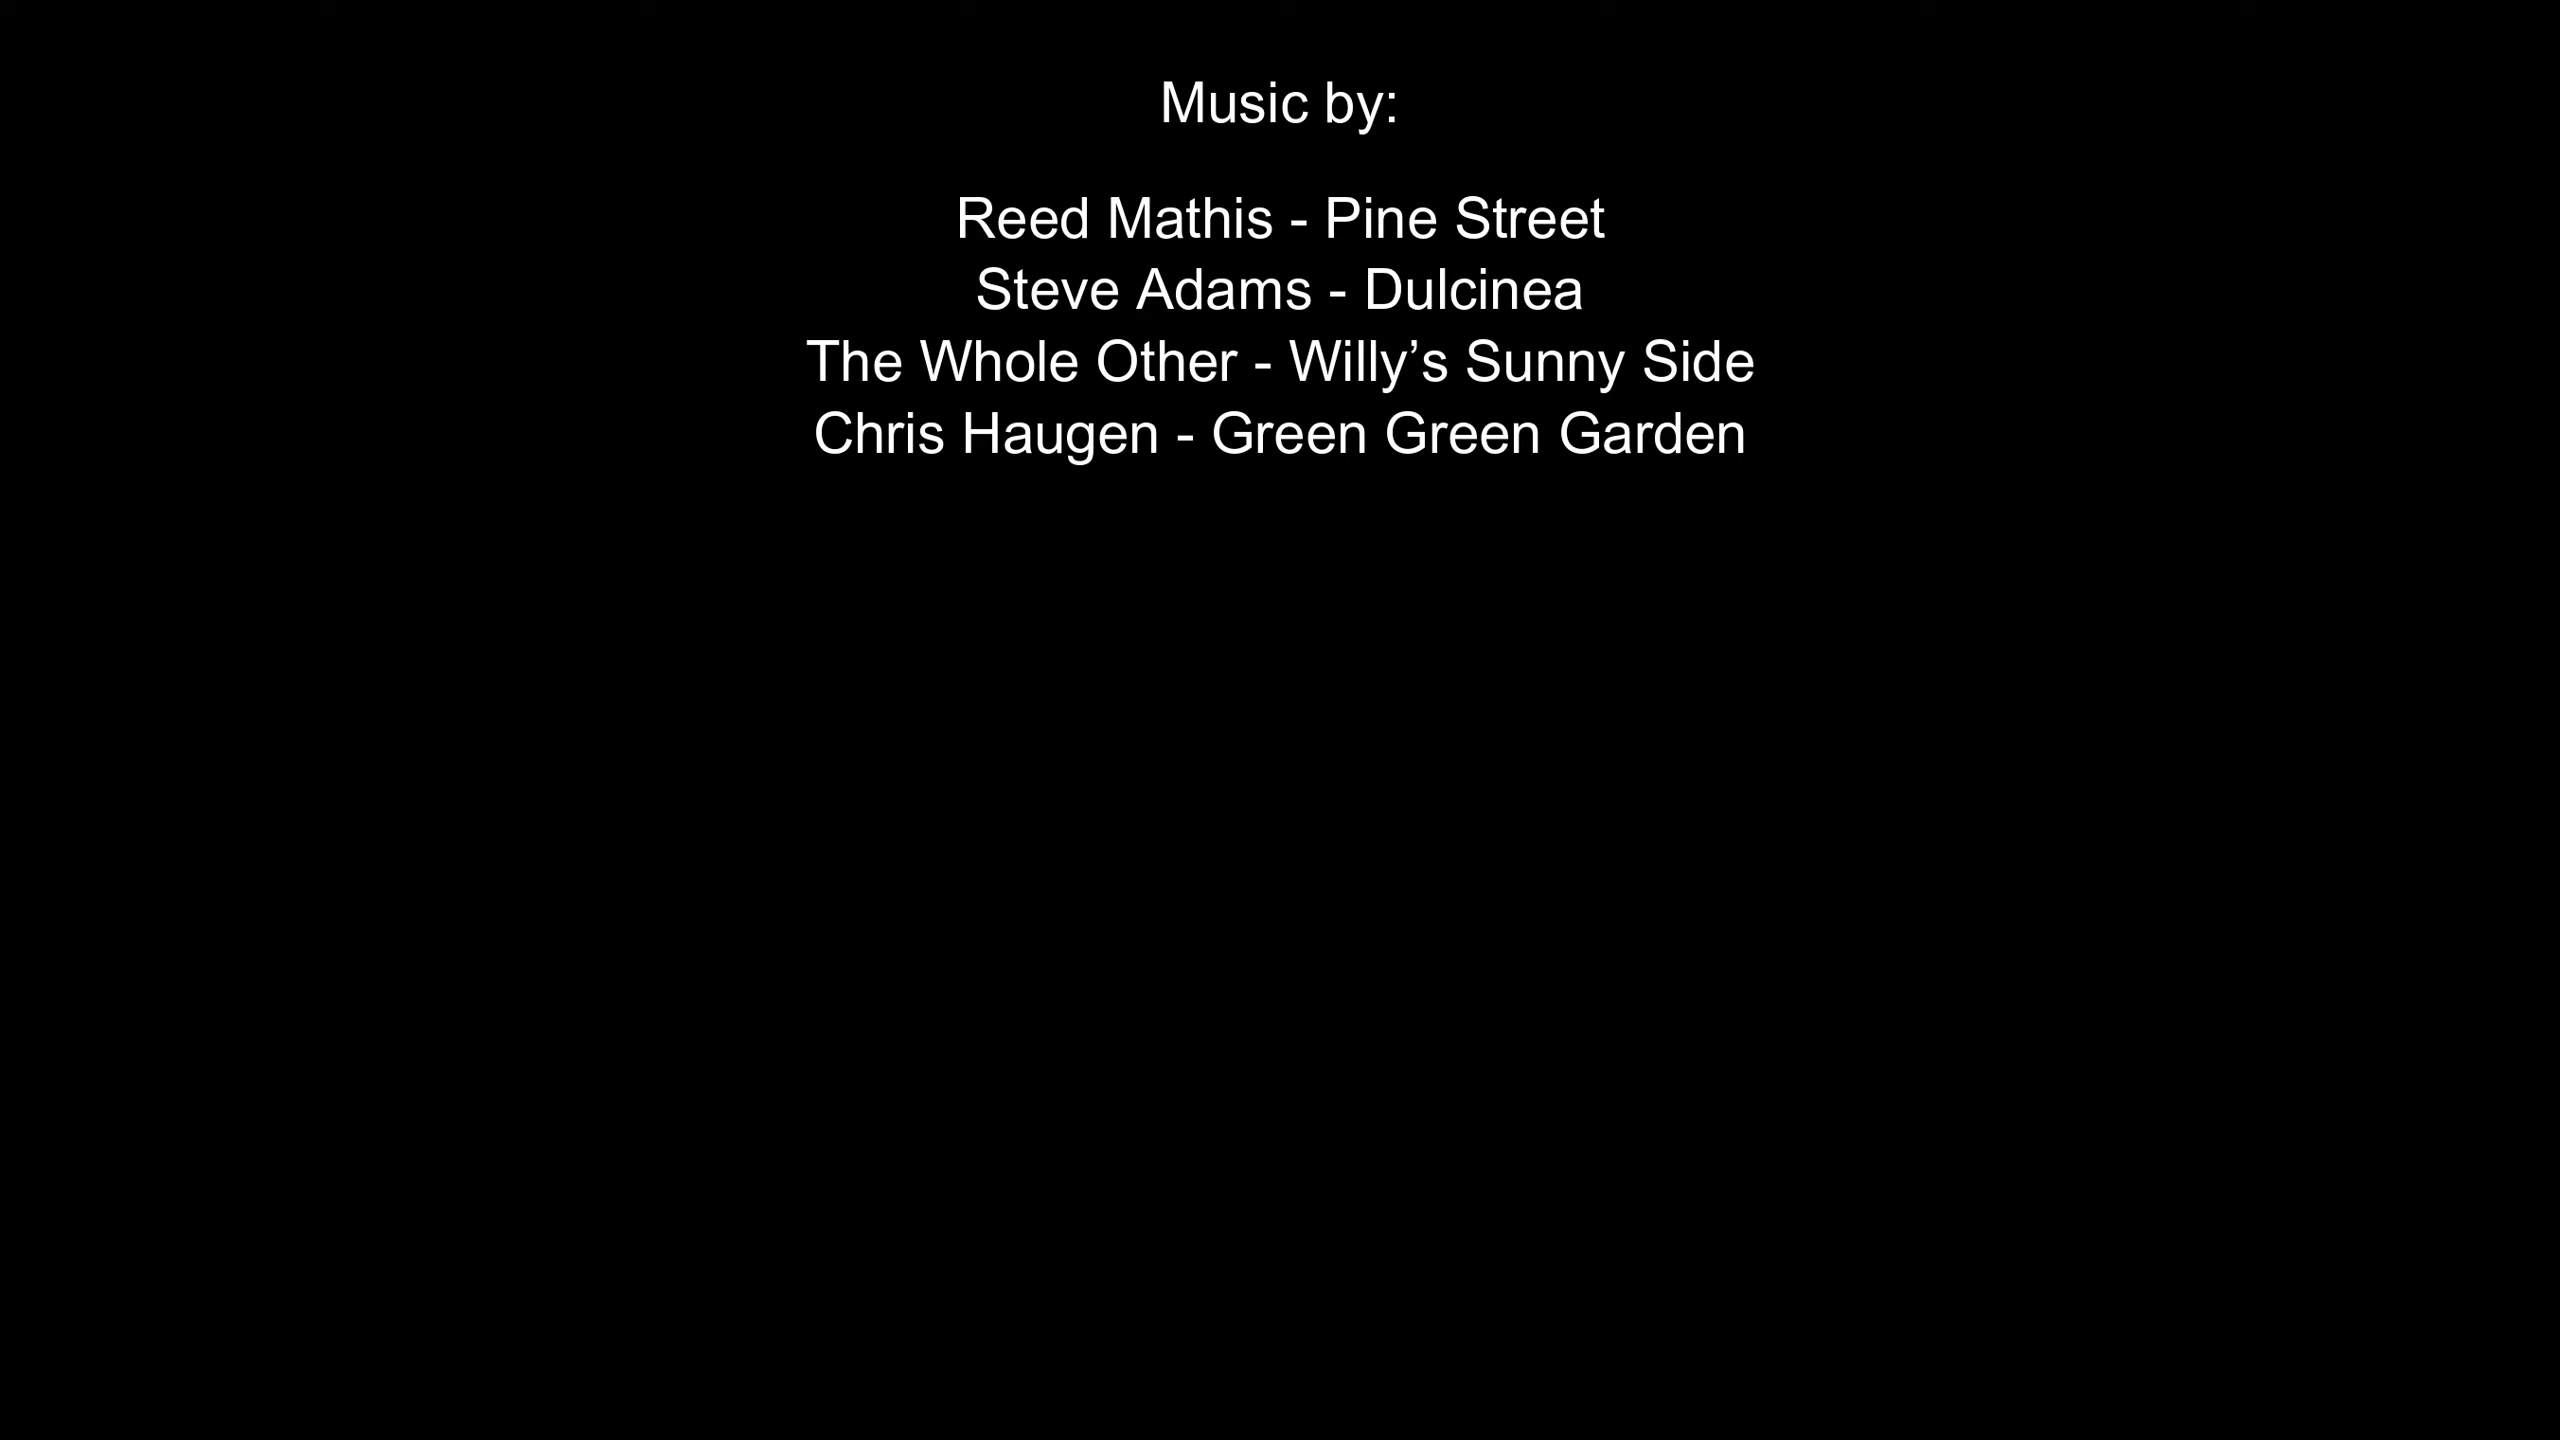 Music by:
Reed Mathis - Pine Street
Steve Adams - Dulcinea
The Whole Other - Willy’s Sunny Side
Chris Haugen - Green Green Garden